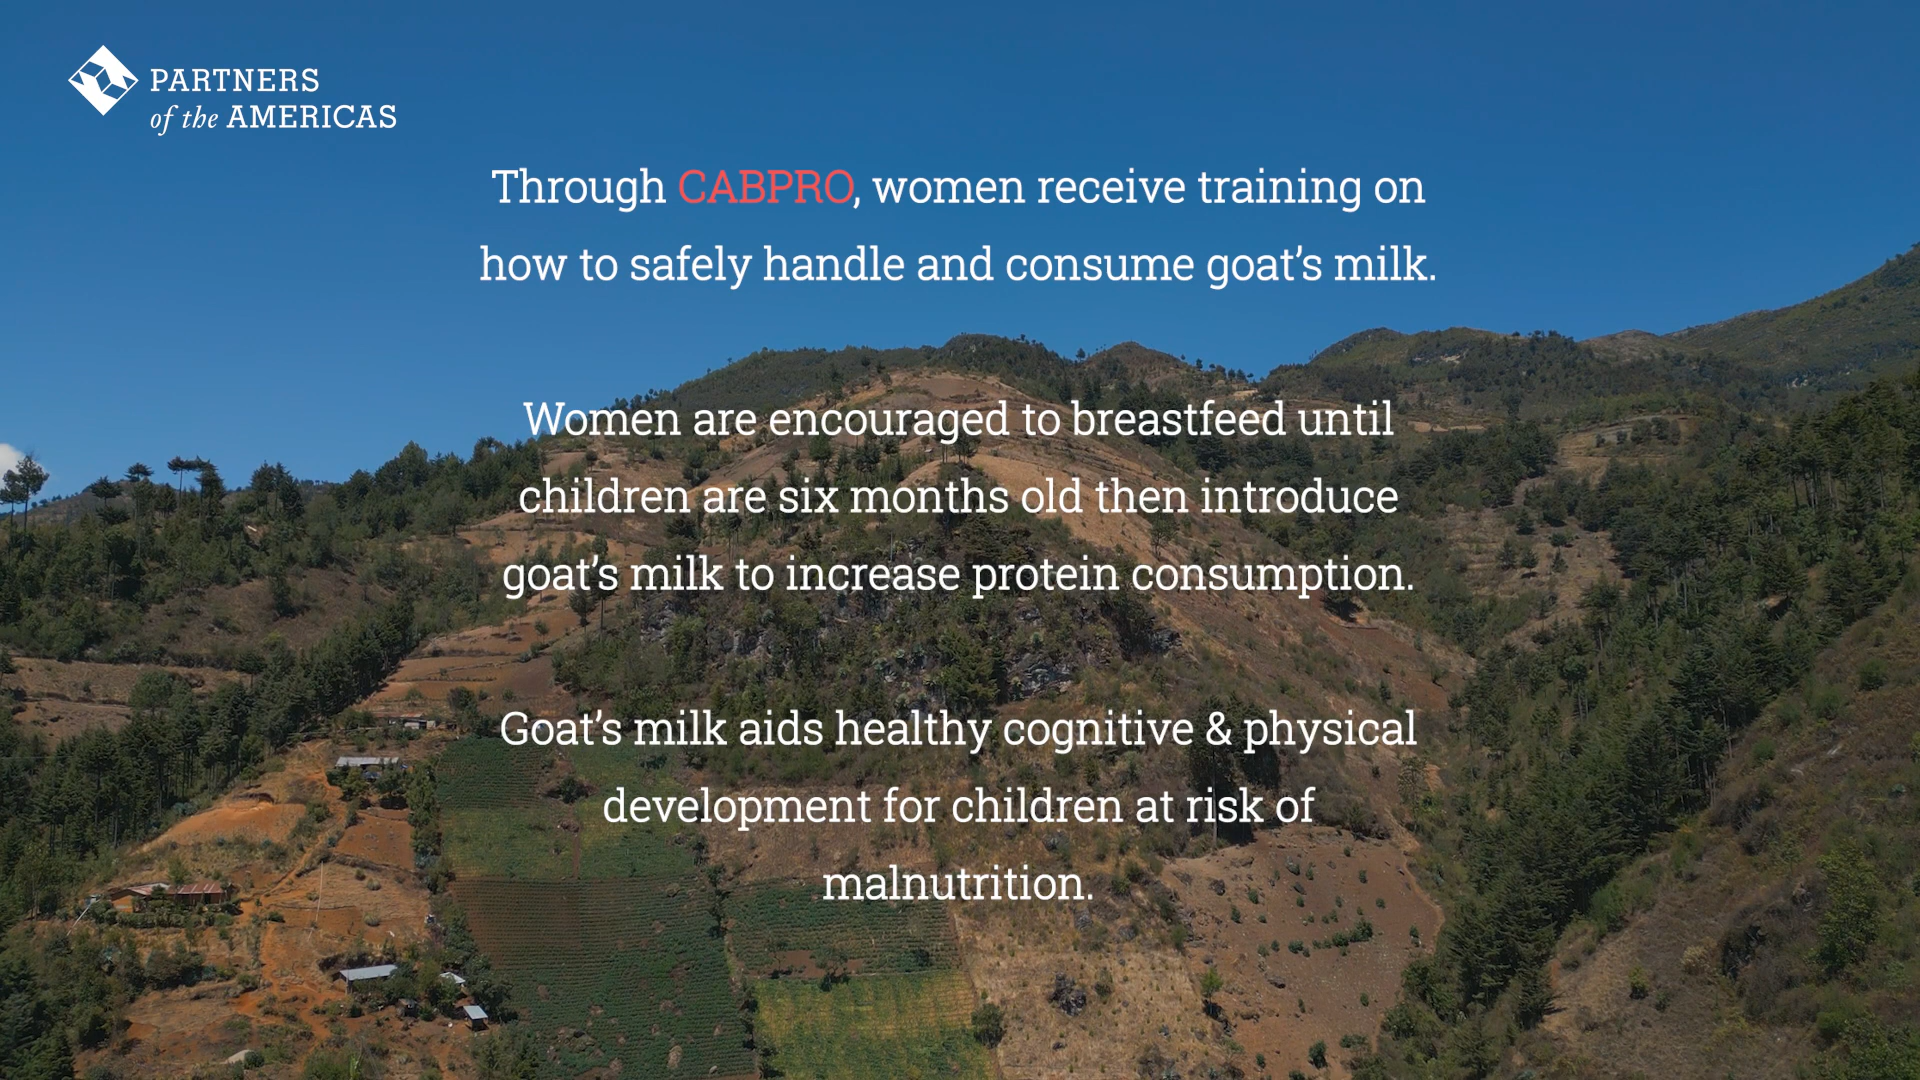 PARTNERS
of the AMERICAS
Through CABPRO, women receive training on
how to safely handle and consume goat’s milk.
Women are encouraged to breastfeed until
children are six months old then introduce
goat’s milk to increase protein consumption.
Goat’s milk aids healthy cognitive & physical
development for children at risk of
malnutrition.